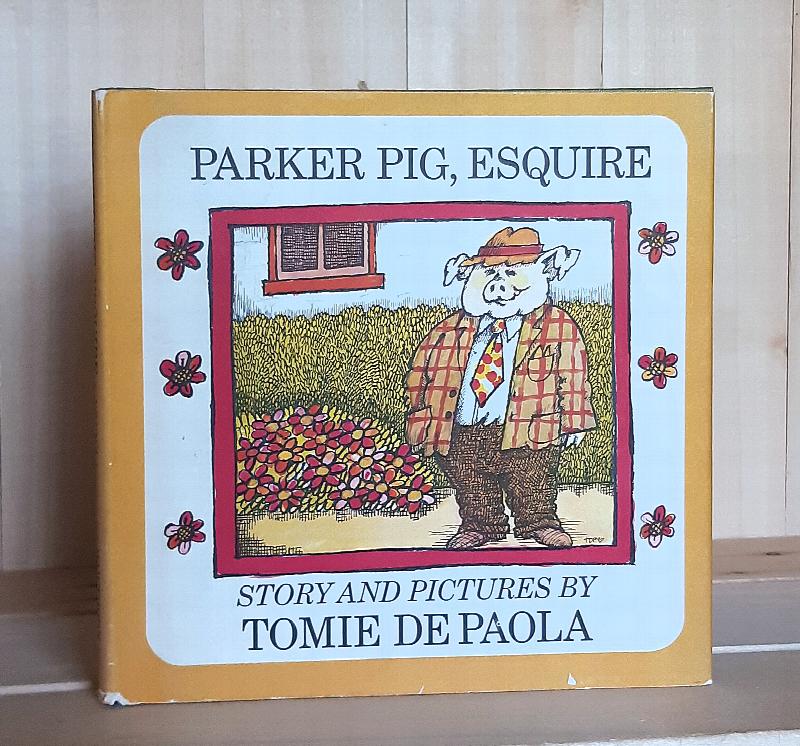 PARKER PIG, ESQUIRE
STORY AND PICTURES BY
TOMIE DE PAOLA